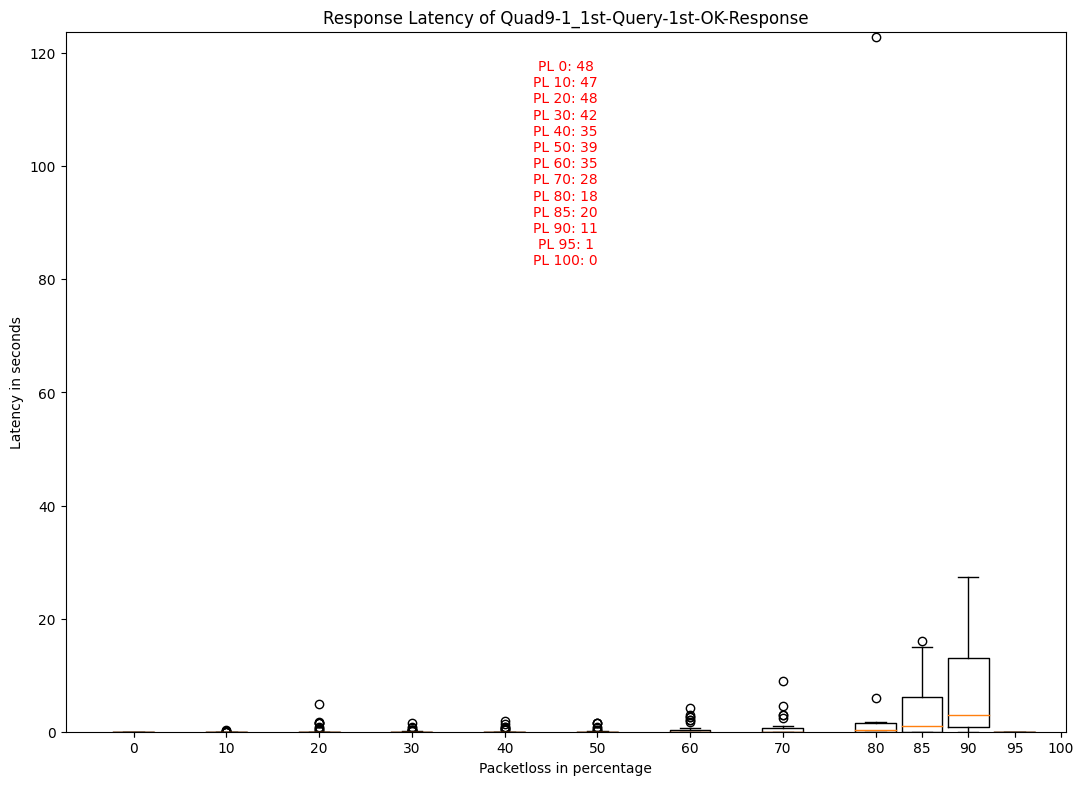 Response Latency of Quad9-1_1st-Query-1st-OK-Response
PL 0: 48
PL 10: 47
PL 20: 48
PL 30: 42
PL 40: 35
PL 50: 39
PL 60: 35
PL 70: 28
PL 80: 18
PL 85: 20
PL 90: 11
PL 95: 1
PL 100: 0
Latency in seconds
120
100
80
60
40
20
0
0 10 20 30 40 50 60 70 80 85 90 95 100
Packetloss in percentage